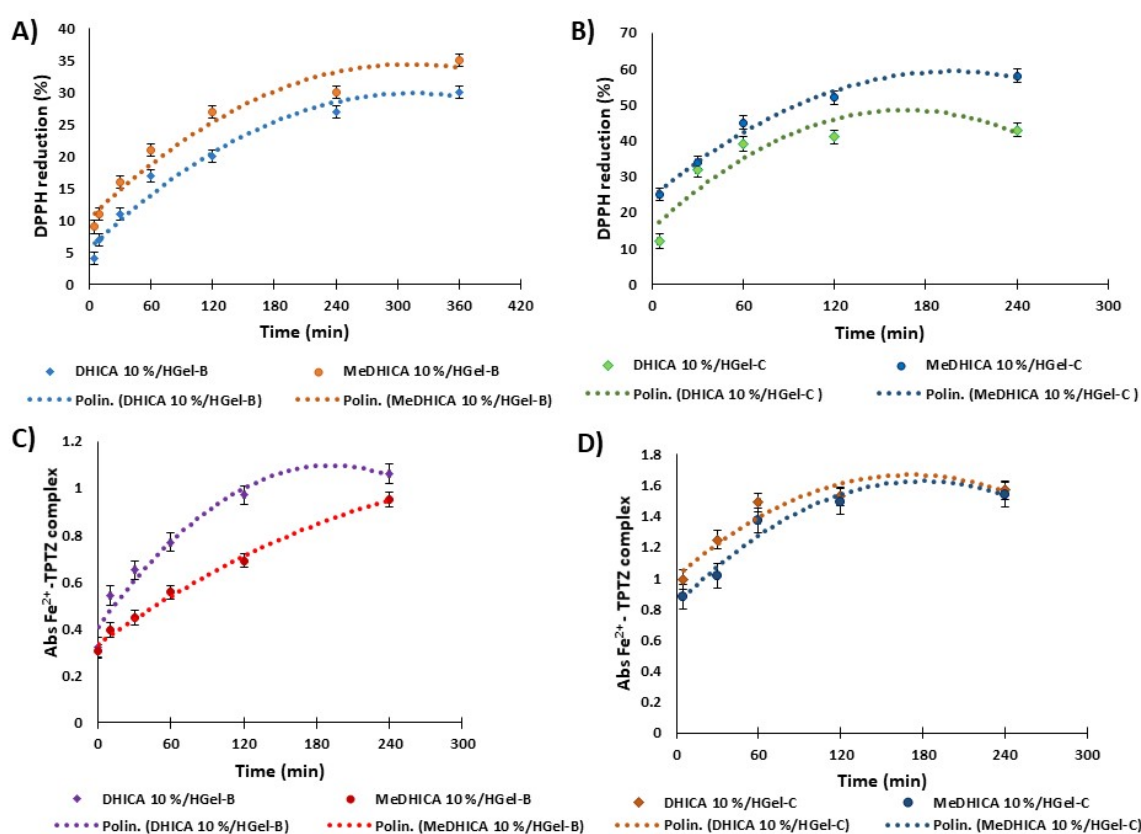 A)
DPPH reduction (%)
40
35
30
25
20
15
10
5
0
0 60 120 180 240 300 360 420
Time (min)
DHICA 10 %/HGel-B MeDHICA 10 %/HGel-B
Polin. (DHICA 10 %/HGel-B) Polin. (MeDHICA 10 %/HGel-B)
B)
DPPH reduction (%)
70
60
50
40
30
20
10
0
0 60 120 180 240 300
Time (min)
DHICA 10 %/HGel-C MeDHICA 10 %/HGel-C
Polin. (DHICA 10 %/HGel-C ) Polin. (MeDHICA 10 %/HGel-C )
C)
Abs Fe²⁺-TPTZ complex
1.2
1
0.8
0.6
0.4
0.2
0
0 60 120 180 240 300
Time (min)
DHICA 10 %/HGel-B MeDHICA 10 %/HGel-B
Polin. (DHICA 10 %/HGel-B) Polin. (MeDHICA 10 %/HGel-B)
D)
Abs Fe²⁺- TPTZ complex
1.8
1.6
1.4
1.2
1
0.8
0.6
0.4
0.2
0
0 60 120 180 240 300
Time (min)
DHICA 10 %/HGel-C MeDHICA 10 %/HGel-C
Polin. (DHICA 10 %/HGel-C) Polin. (MeDHICA 10 %/HGel-C)